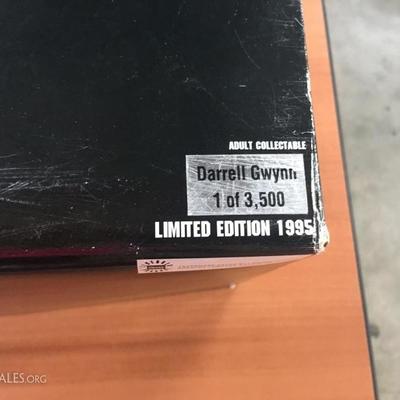 ADULT COLLECTABLE
Darrell Gwynn
1 of 3,500
LIMITED EDITION 1995
ALES.ORG